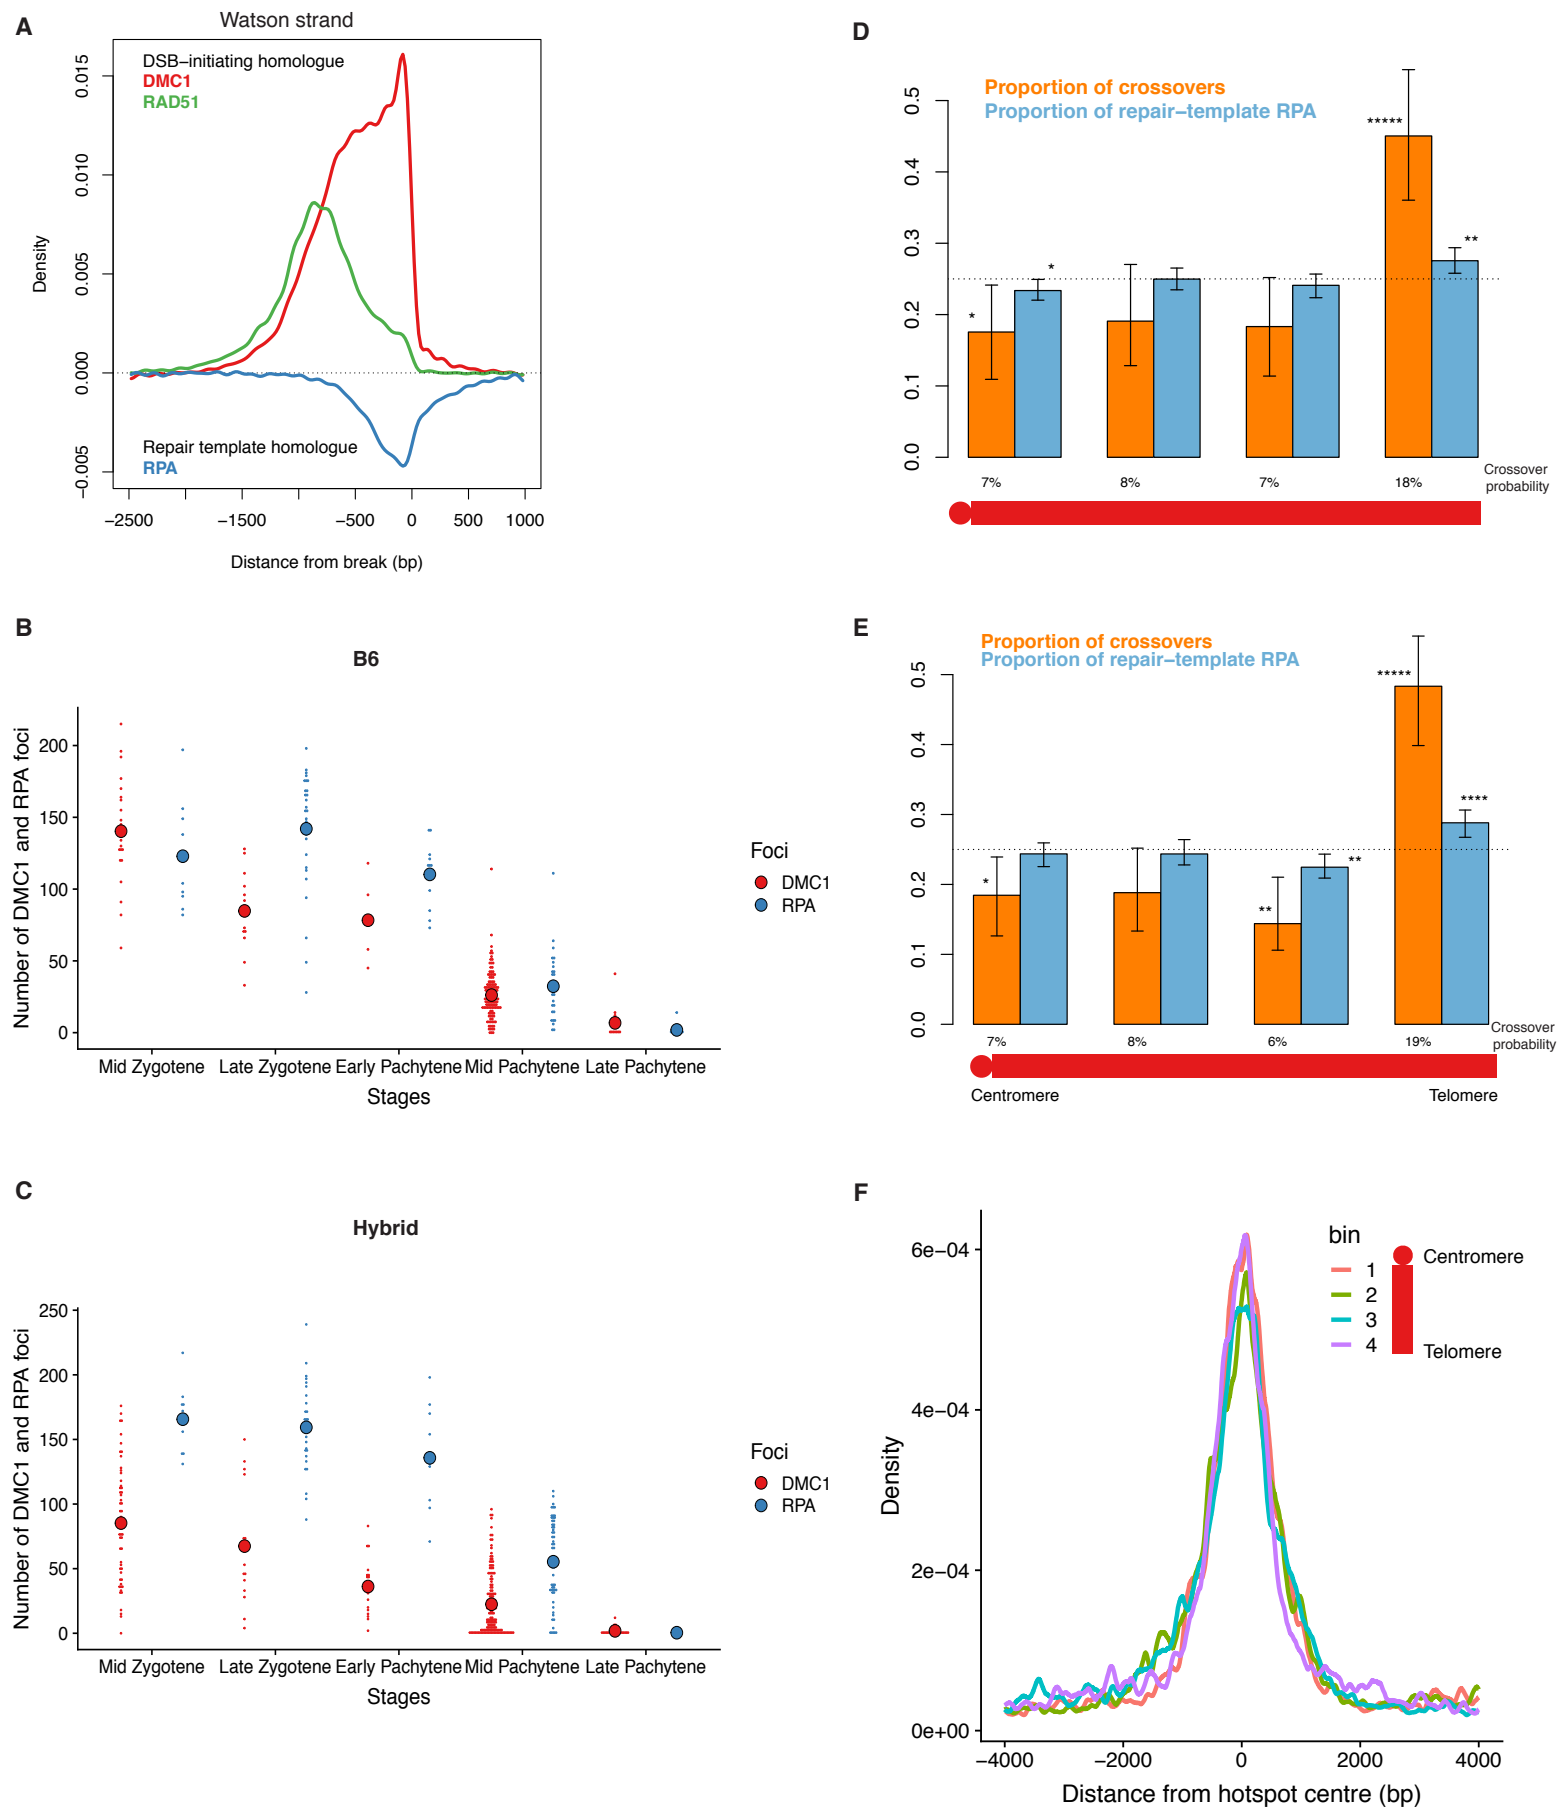 A
Watson strand
DSB−initiating homologue
DMC1
RAD51
Repair template homologue
RPA
Density
0.015
0.010
0.005
0.000
−0.005
−2500
−1500
−500
0
500
1000
Distance from break (bp)
B
B6
Number of DMC1 and RPA foci
200
150
100
50
0
Mid Zygotene
Late Zygotene
Early Pachytene
Mid Pachytene
Late Pachytene
Stages
Foci
DMC1
RPA
C
Hybrid
Number of DMC1 and RPA foci
250
200
150
100
50
0
Mid Zygotene
Late Zygotene
Early Pachytene
Mid Pachytene
Late Pachytene
Stages
Foci
DMC1
RPA
D
Proportion of crossovers
Proportion of repair−template RPA
0.5
0.4
0.3
0.2
0.1
0.0
*
*
*****
**
7%
8%
7%
18%
Crossover
probability
E
Proportion of crossovers
Proportion of repair−template RPA
0.5
0.4
0.3
0.2
0.1
0.0
*
**
**
*****
****
7%
8%
6%
19%
Crossover
probability
Centromere
Telomere
F
Density
6e−04
4e−04
2e−04
0e+00
−4000
−2000
0
2000
4000
Distance from hotspot centre (bp)
bin
1
2
3
4
Centromere
Telomere